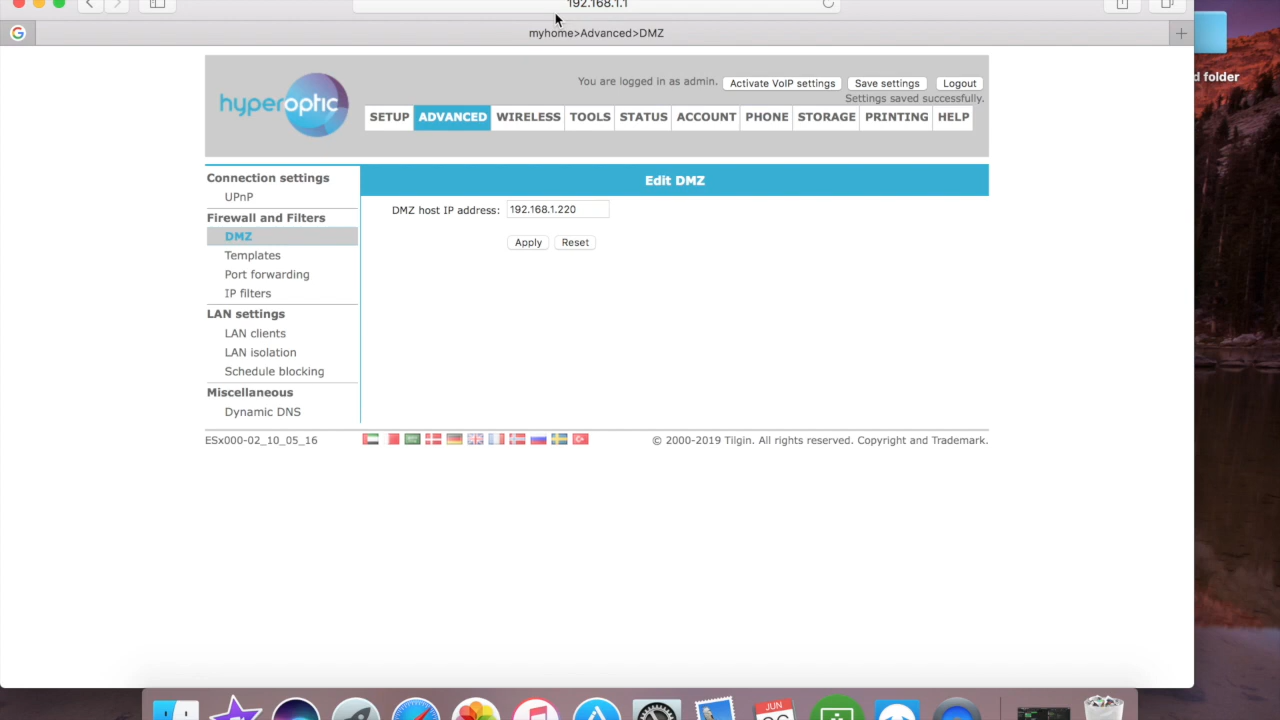 192.168.1.1
myhome>Advanced>DMZ
You are logged in as admin. Activate VoIP settings Save settings Logout
Settings saved successfully.
hyperoptic
SETUP ADVANCED WIRELESS TOOLS STATUS ACCOUNT PHONE STORAGE PRINTING HELP
d folder
Connection settings
UPnP
Firewall and Filters
DMZ
Templates
Port forwarding
IP filters
LAN settings
LAN clients
LAN isolation
Schedule blocking
Miscellaneous
Dynamic DNS
Edit DMZ
DMZ host IP address: 192.168.1.220
Apply Reset
ESx000-02_10_05_16
© 2000-2019 Tilgin. All rights reserved. Copyright and Trademark.
JUN